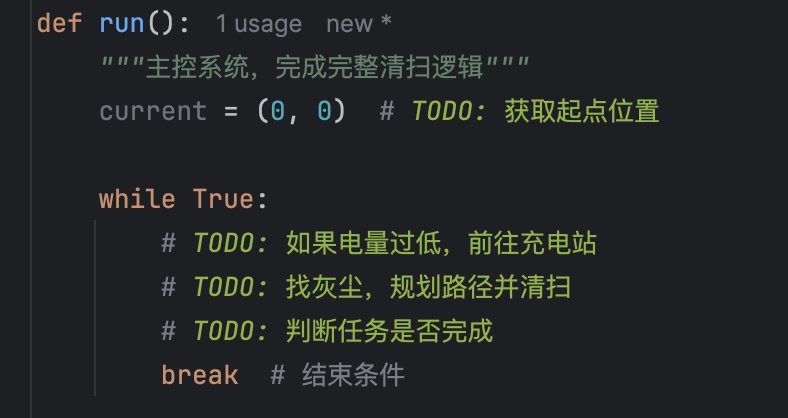 def run():  1 usage  new *
    """主控系统，完成完整清扫逻辑"""
    current = (0, 0)  # TODO: 获取起点位置

    while True:
        # TODO: 如果电量过低，前往充电站
        # TODO: 找灰尘，规划路径并清扫
        # TODO: 判断任务是否完成
        break  # 结束条件